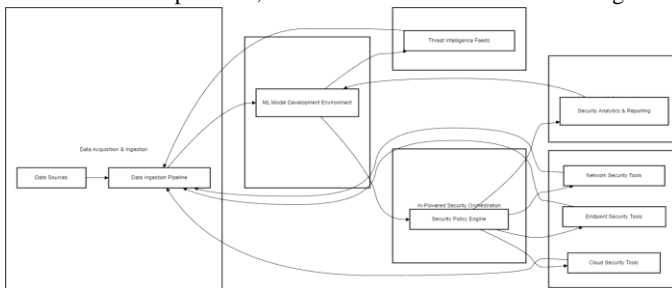 Threat Intelligence Feeds
ML Model Development Environment
Security Analytics & Reporting
Data Acquisition & Ingestion
Data Sources
Data Ingestion Pipeline
Network Security Tools
AI-Powered Security Orchestration
Security Policy Engine
Endpoint Security Tools
Cloud Security Tools